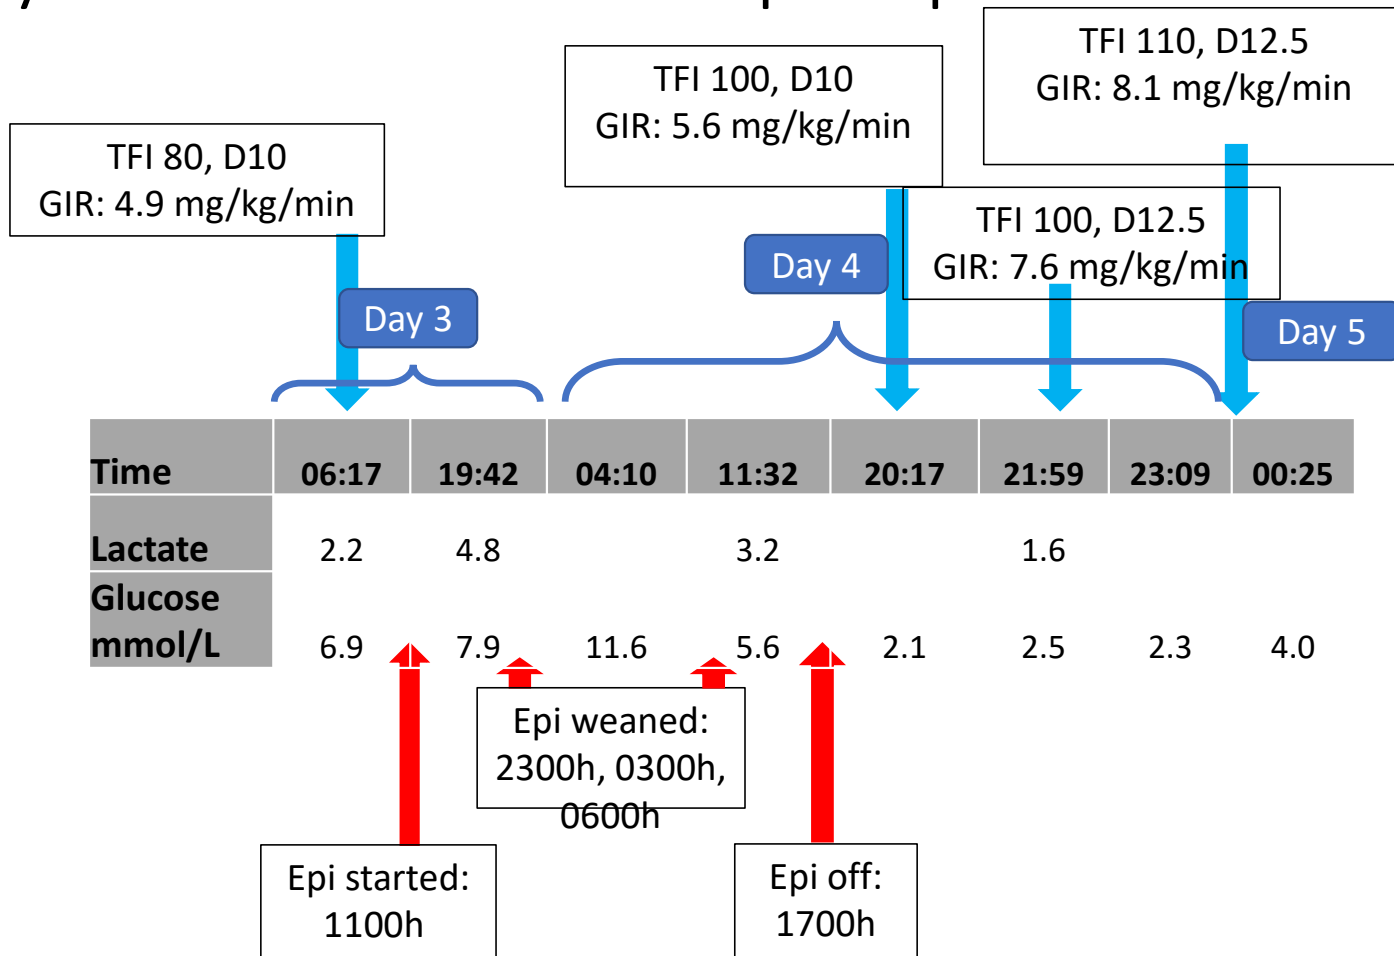 TFI 110, D12.5
GIR: 8.1 mg/kg/min
TFI 100, D10
GIR: 5.6 mg/kg/min
TFI 80, D10
GIR: 4.9 mg/kg/min
TFI 100, D12.5
GIR: 7.6 mg/kg/min
Day 3
Day 4
Day 5
Time 06:17 19:42 04:10 11:32 20:17 21:59 23:09 00:25
Lactate 2.2 4.8 3.2 1.6
Glucose
mmol/L 6.9 7.9 11.6 5.6 2.1 2.5 2.3 4.0
Epi weaned:
2300h, 0300h,
0600h
Epi started:
1100h
Epi off:
1700h